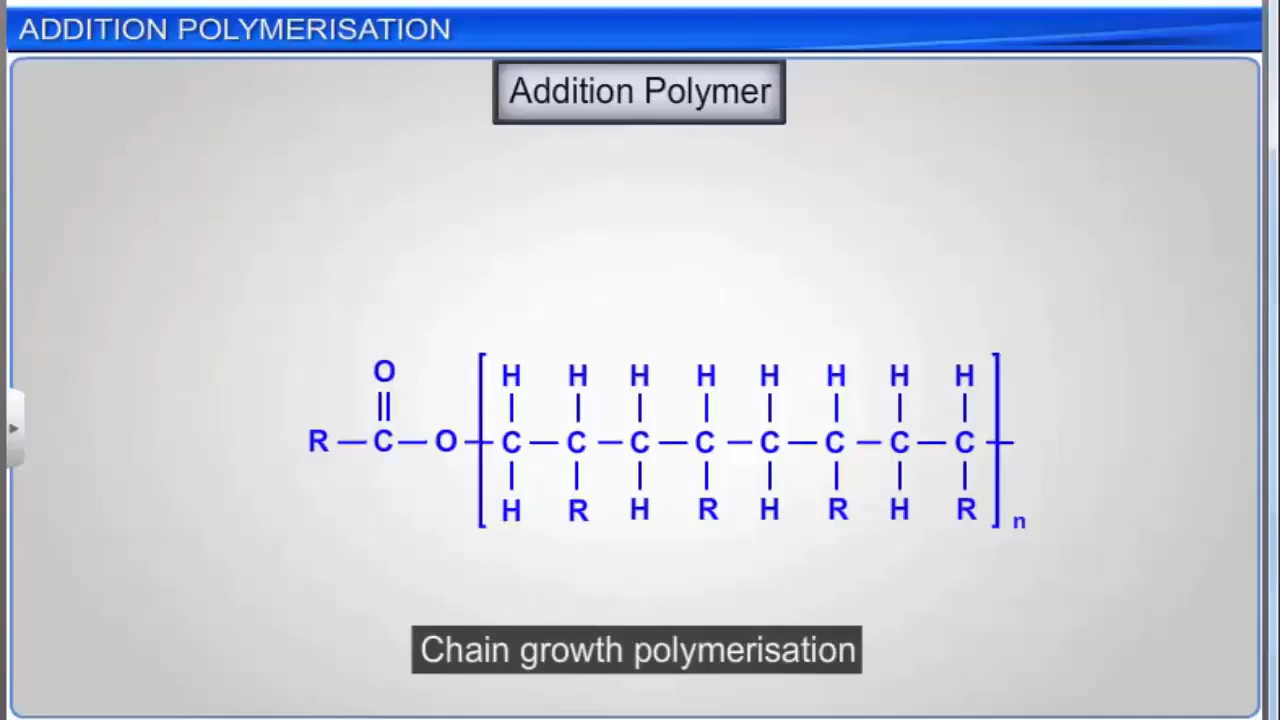 ADDITION POLYMERISATION
Addition Polymer
O H H H H H H H H
R — C — O — C — C — C — C — C — C — C — C —
H R H R H R H R n
Chain growth polymerisation